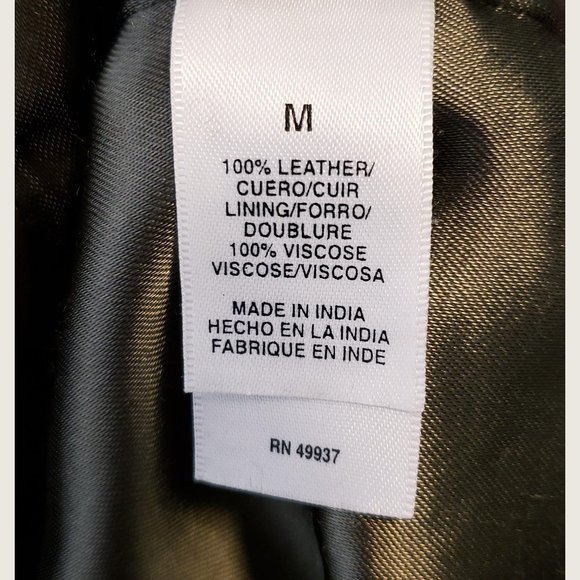 M
100% LEATHER/
CUERO/CUIR
LINING/FORRO/
DOUBLURE
100% VISCOSE
VISCOSE/VISCOSA
MADE IN INDIA
HECHO EN LA INDIA
FABRIQUE EN INDE
RN 49937